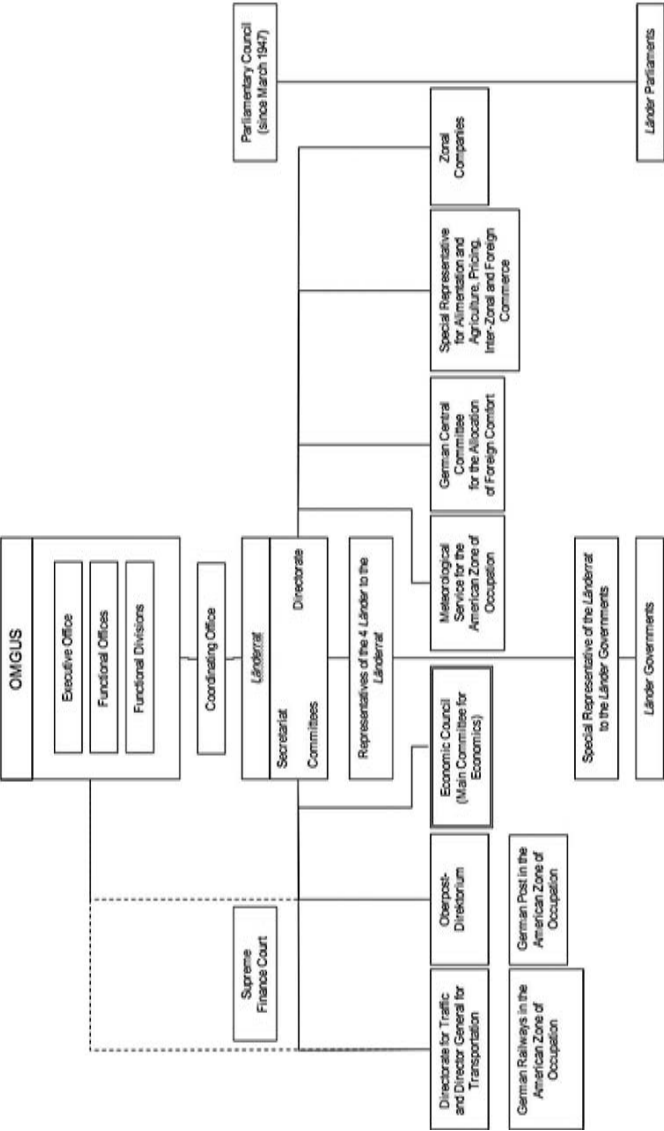 OMGUS
Executive Office
Functional Offices
Functional Divisions
Coordinating Office
Supreme
Finance Court
Länderrat
Secretariat
Directorate
Committees
Parliamentary Council
(since March 1947)
Representatives of the 4 Länder to the
Länderrat
Directorate for Traffic
and Director General for
Transportation
Oberpost-
Direktorium
Economic Council
(Main Committee for
Economics)
Meteorological
Service for the
American Zone of
Occupation
German Central
Committee
for the Allocation
of Foreign Comfort
Special Representative
for Alimentation and
Agriculture, Pricing,
Inter-Zonal and Foreign
Commerce
Zonal
Companies
German Railways in the
American Zone of
Occupation
German Post in the
American Zone of
Occupation
Special Representative of the Länderrat
to the Länder Governments
Länder Governments
Länder Parliaments